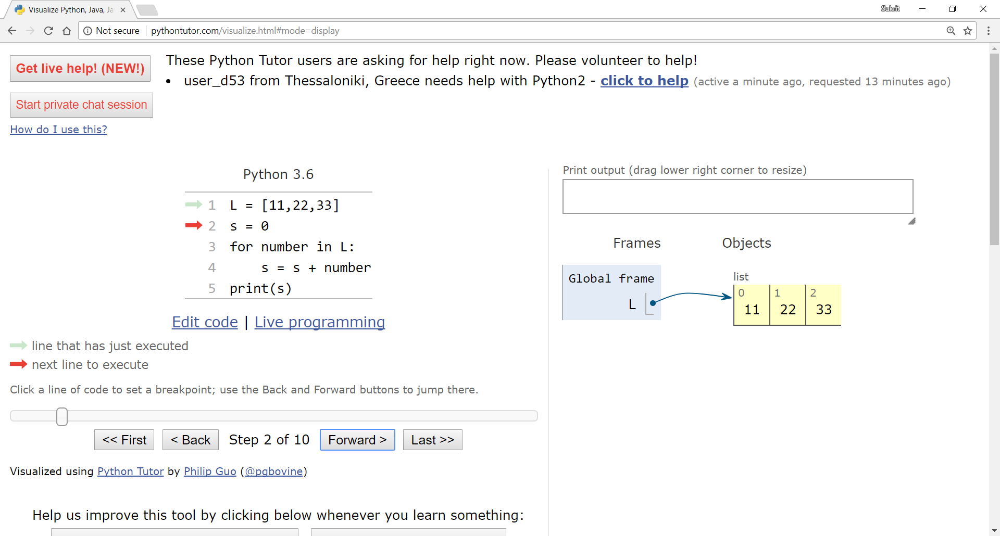 Visualize Python, Java, Ja
Sukrit
Not secure
pythontutor.com/visualize.html#mode=display
Get live help! (NEW!)
These Python Tutor users are asking for help right now. Please volunteer to help!
• user_d53 from Thessaloniki, Greece needs help with Python2 - click to help (active a minute ago, requested 13 minutes ago)
Start private chat session
How do I use this?
Python 3.6
1 L = [11,22,33]
2 s = 0
3 for number in L:
4     s = s + number
5 print(s)
Edit code | Live programming
line that has just executed
next line to execute
Click a line of code to set a breakpoint; use the Back and Forward buttons to jump there.
<< First < Back Step 2 of 10 Forward > Last >>
Visualized using Python Tutor by Philip Guo (@pgbovine)
Help us improve this tool by clicking below whenever you learn something:
Print output (drag lower right corner to resize)
Frames Objects
Global frame
L
list
0 1 2
11 22 33